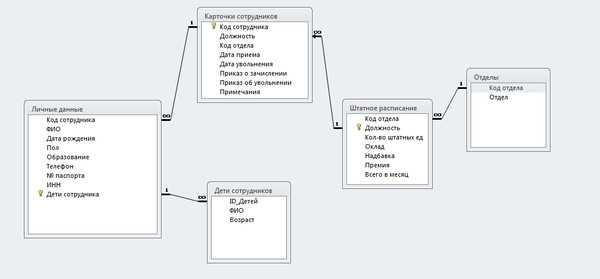 Карточки сотрудников
Код сотрудника
Должность
Код отдела
Дата приема
Дата увольнения
Приказ о зачислении
Приказ об увольнении
Примечания
Личные данные
Код сотрудника
ФИО
Дата рождения
Пол
Образование
Телефон
№ паспорта
ИНН
Дети сотрудника
Дети сотрудников
ID_Детей
ФИО
Возраст
Штатное расписание
Код отдела
Должность
Кол-во штатных ед
Оклад
Надбавка
Премия
Всего в месяц
Отделы
Код отдела
Отдел
1
∞
∞
1
1
∞
1
∞